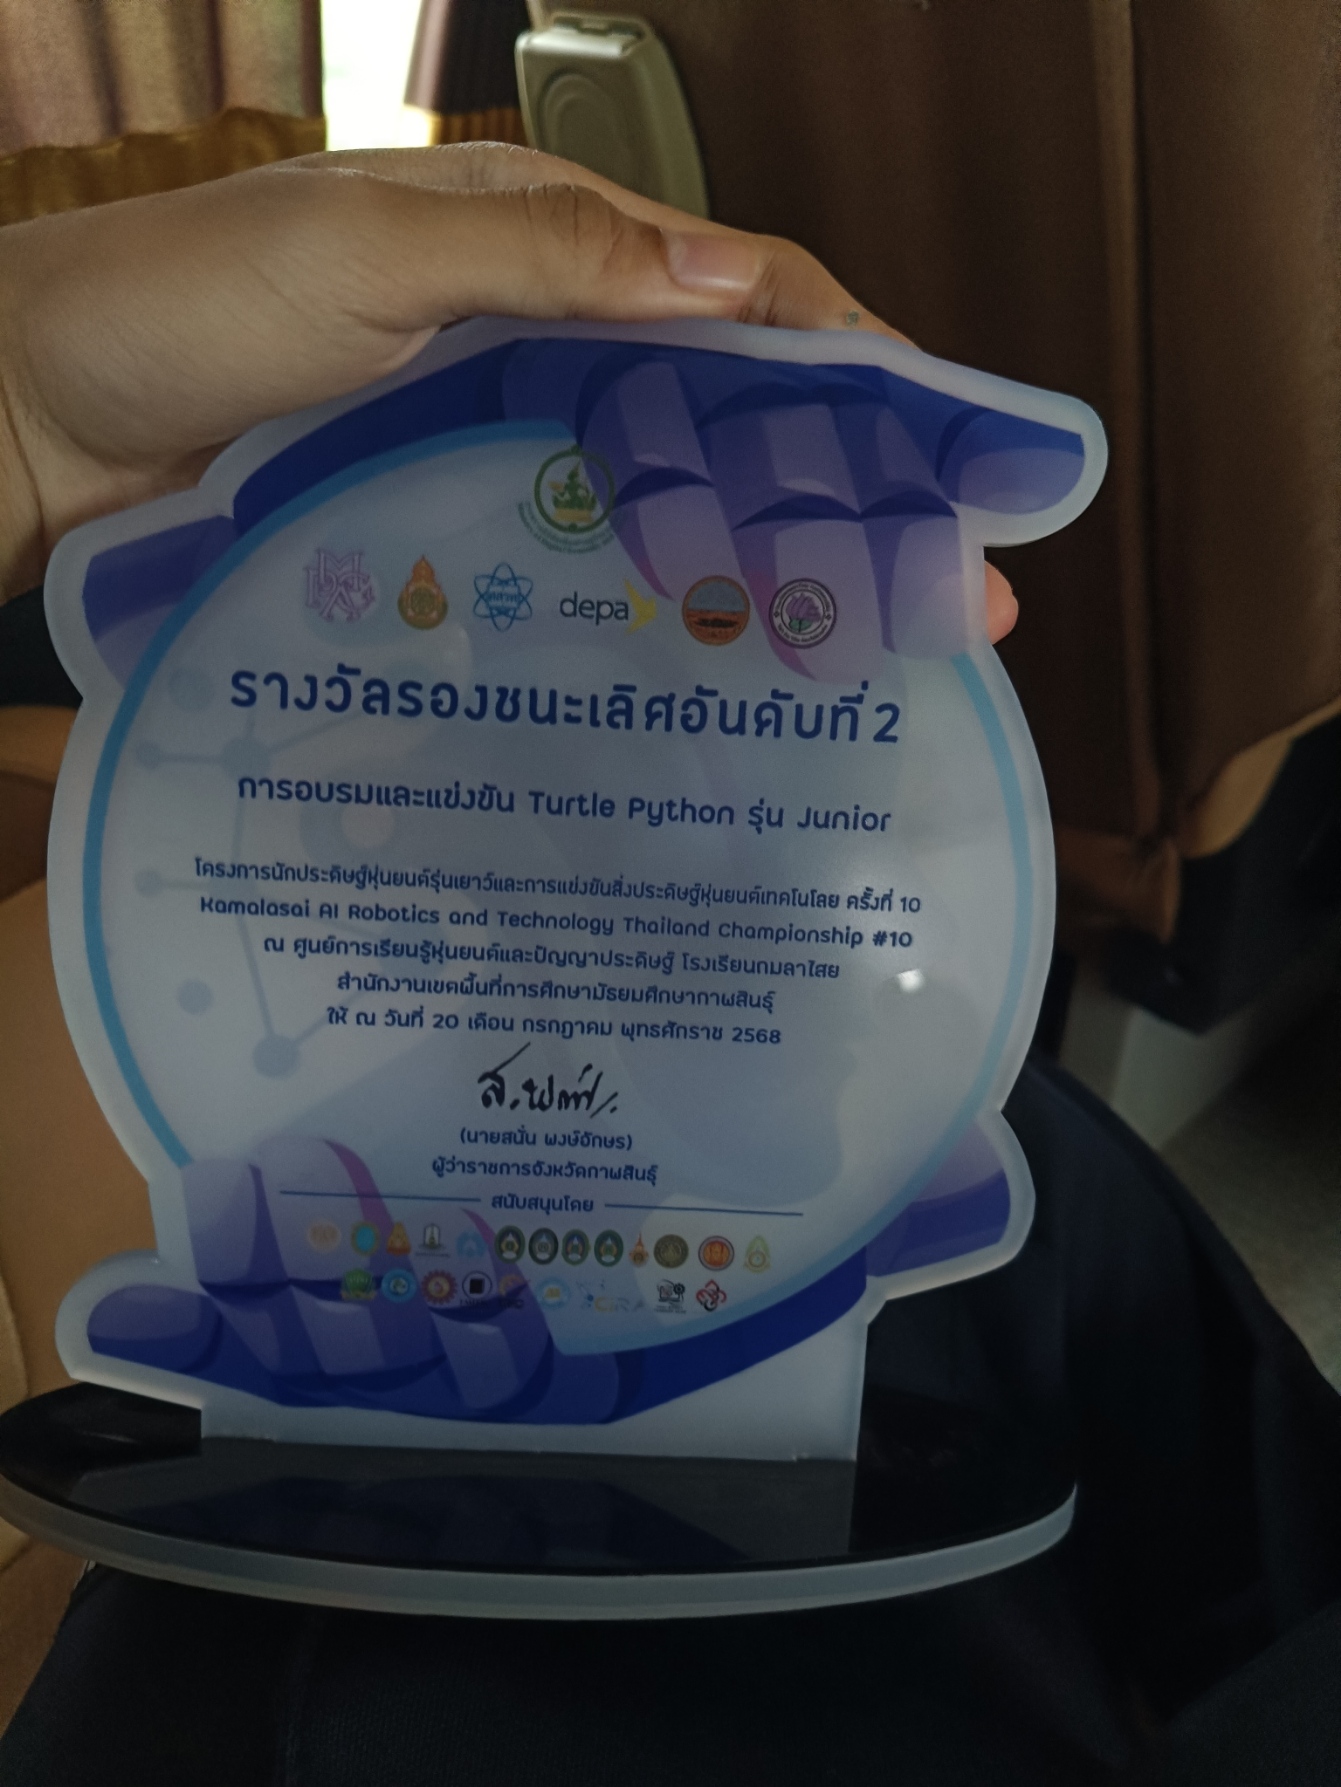 depa
รางวัลรองชนะเลิศอันดับที่ 2
การอบรมและแข่งขัน Turtle Python รุ่น Junior
โครงการนักประดิษฐ์หุ่นยนต์รุ่นเยาว์และการแข่งขันสิ่งประดิษฐ์หุ่นยนต์เทคโนโลยี ครั้งที่ 10
Kamalasai AI Robotics and Technology Thailand Championship #10
ณ ศูนย์การเรียนรู้หุ่นยนต์และปัญญาประดิษฐ์ โรงเรียนกมลาไสย
สำนักงานเขตพื้นที่การศึกษามัธยมศึกษากาฬสินธุ์
ให้ ณ วันที่ 20 เดือน กรกฎาคม พุทธศักราช 2568
(นายสนั่น พงษ์อักษร)
ผู้ว่าราชการจังหวัดกาฬสินธุ์
สนับสนุนโดย